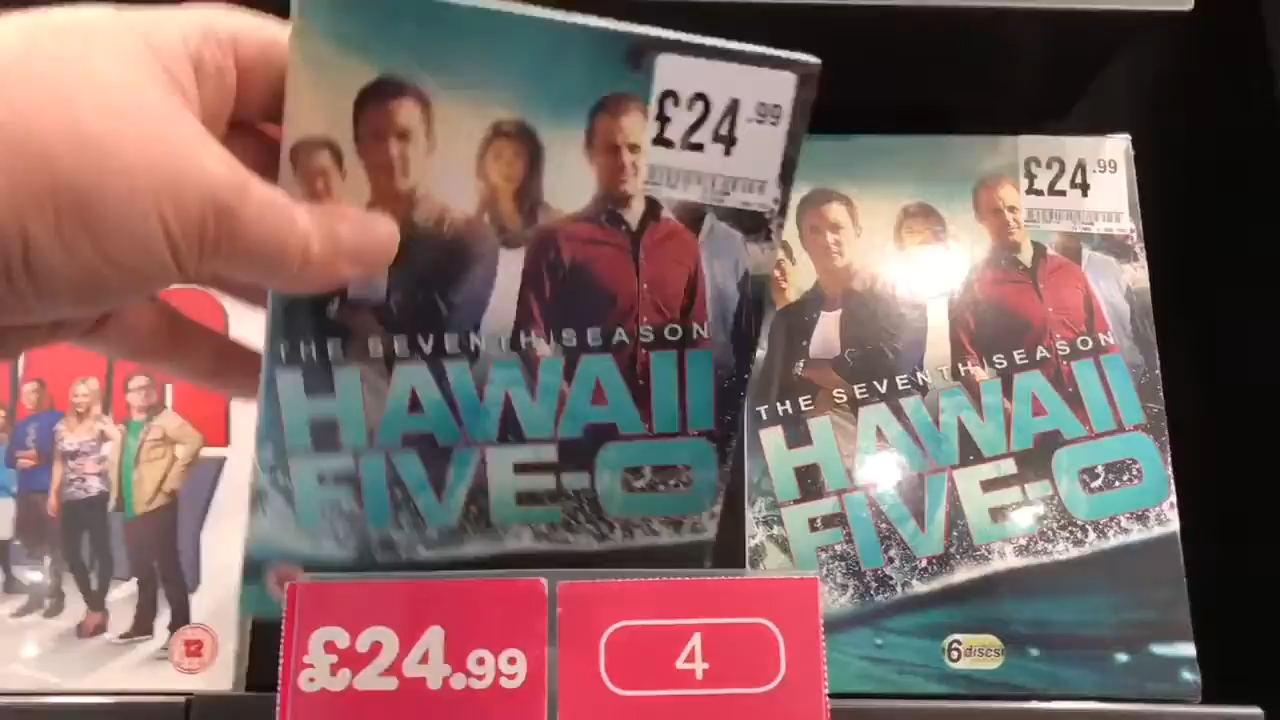 £24.99
THE SEVENTH SEASON
HAWAII
FIVE-O
£24.99
THE SEVENTH SEASON
HAWAII
FIVE-O
6 discs
12
£24.99
4